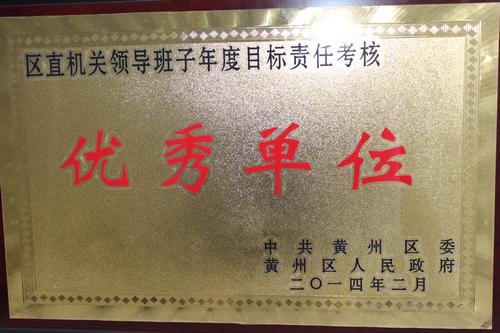 区直机关领导班子年度目标责任考核
优秀单位
中共黄州区委
黄州区人民政府
二〇一四年二月